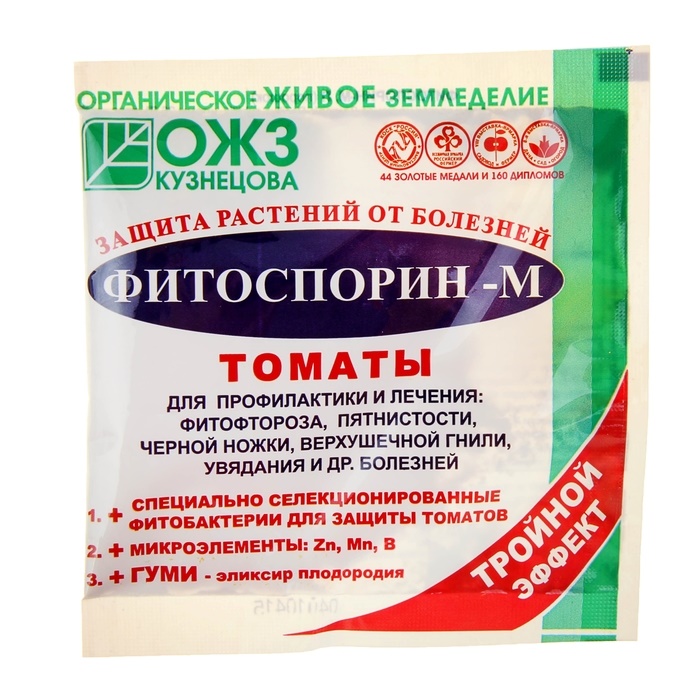 ОРГАНИЧЕСКОЕ ЖИВОЕ ЗЕМЛЕДЕЛИЕ
ОЖЗ
КУЗНЕЦОВА
44 ЗОЛОТЫЕ МЕДАЛИ И 160 ДИПЛОМОВ
ЗАЩИТА РАСТЕНИЙ ОТ БОЛЕЗНЕЙ
ФИТОСПОРИН -М
ТОМАТЫ
ДЛЯ ПРОФИЛАКТИКИ И ЛЕЧЕНИЯ:
ФИТОФТОРОЗА, ПЯТНИСТОСТИ,
ЧЕРНОЙ НОЖКИ, ВЕРХУШЕЧНОЙ ГНИЛИ,
УВЯДАНИЯ И ДР. БОЛЕЗНЕЙ
1. + СПЕЦИАЛЬНО СЕЛЕКЦИОНИРОВАННЫЕ
ФИТОБАКТЕРИИ ДЛЯ ЗАЩИТЫ ТОМАТОВ
2. + МИКРОЭЛЕМЕНТЫ: Zn, Mn, B
3. + ГУМИ - эликсир плодородия
ТРОЙНОЙ
ЭФФЕКТ